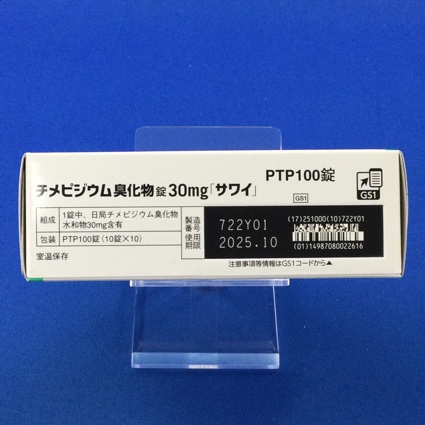 PTP100錠
チメピジウム臭化物錠30mg「サワイ」
GS1
GS1
組成 1錠中、日局チメピジウム臭化物
水和物30mg含有
包装 PTP100錠(10錠×10)
室温保存
製造番号 722Y01
使用期限 2025.10
(17)251000(10)722Y01
(01)14987080022616
注意事項等情報はGS1コードから▲